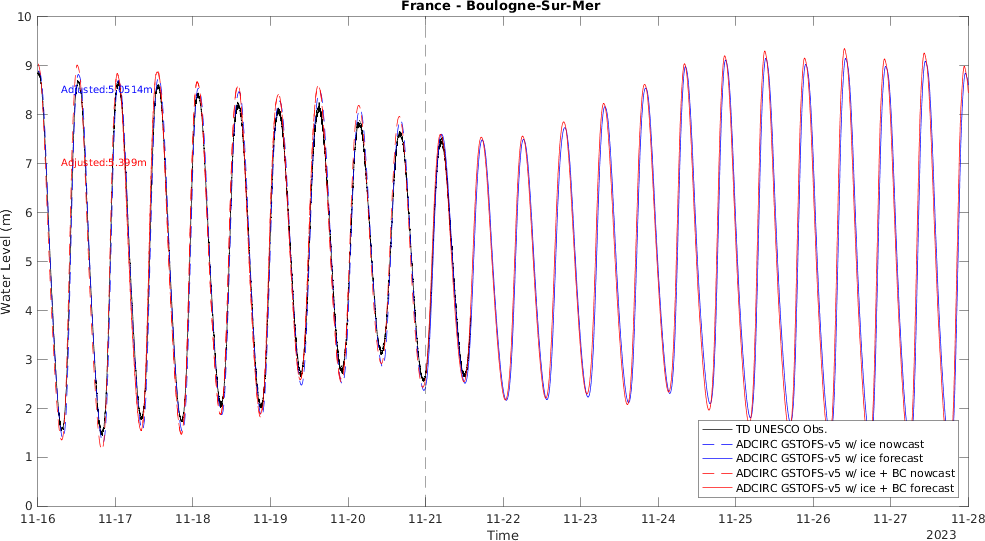 France - Boulogne-Sur-Mer
Water Level (m)
10
9
8
7
6
5
4
3
2
1
0
Adjusted:5.0514m
Adjusted:5.399m
TD UNESCO Obs.
ADCIRC GSTOFS-v5 w/ ice nowcast
ADCIRC GSTOFS-v5 w/ ice forecast
ADCIRC GSTOFS-v5 w/ ice + BC nowcast
ADCIRC GSTOFS-v5 w/ ice + BC forecast
11-16 11-17 11-18 11-19 11-20 11-21 11-22 11-23 11-24 11-25 11-26 11-27 11-28
Time
2023